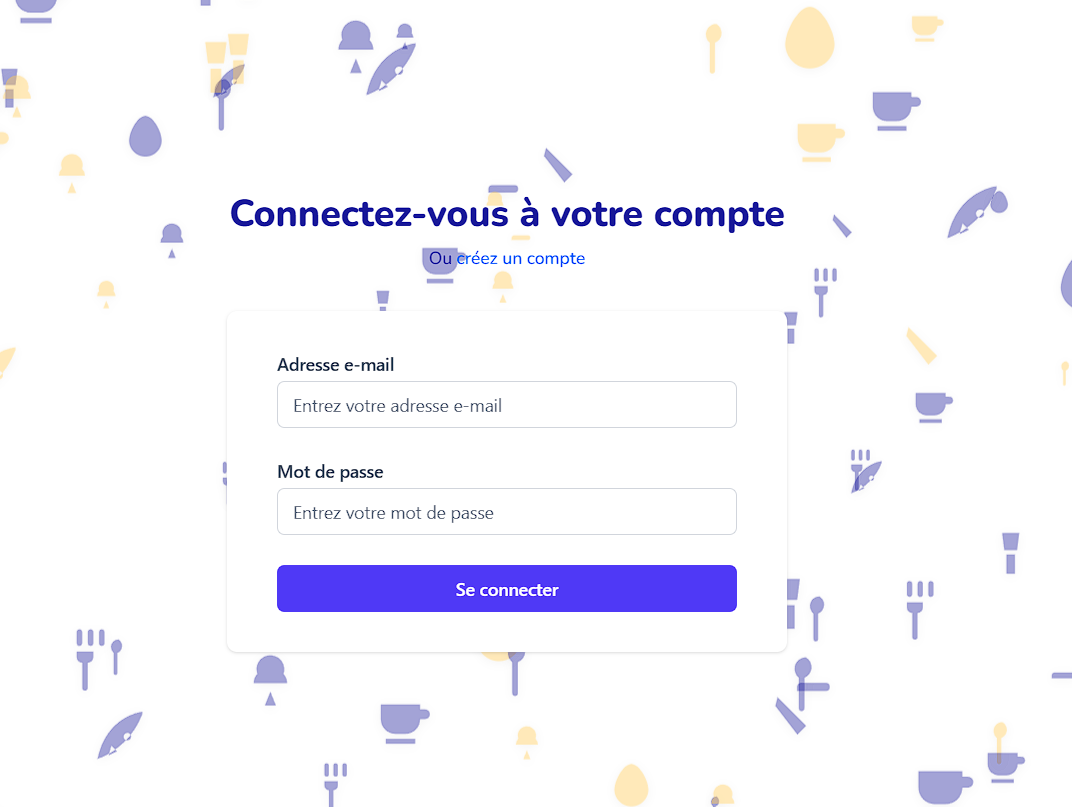 Connectez-vous à votre compte
Ou créez un compte
Adresse e-mail
Entrez votre adresse e-mail
Mot de passe
Entrez votre mot de passe
Se connecter